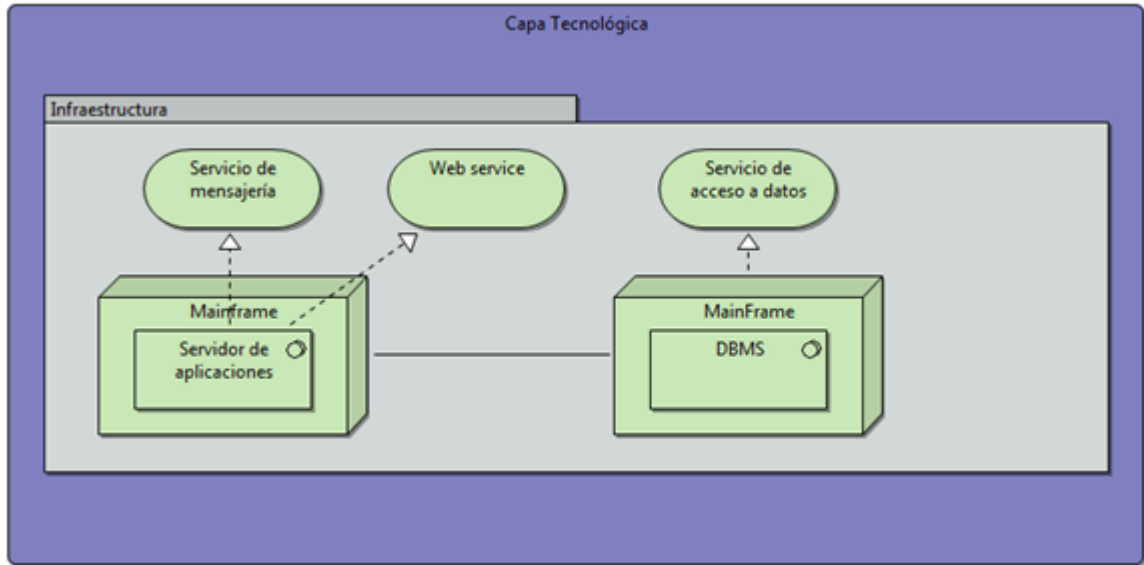 Capa Tecnológica
Infraestructura
Servicio de
mensajería
Web service
Servicio de
acceso a datos
Mainframe
Servidor de
aplicaciones
MainFrame
DBMS